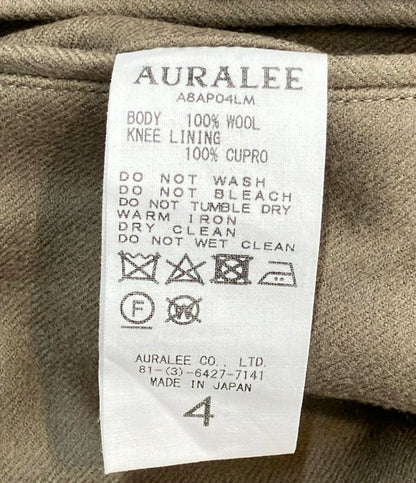 AURALEE
A8AP04LM
BODY 100% WOOL
KNEE LINING
100% CUPRO
DO NOT WASH
DO NOT BLEACH
DO NOT TUMBLE DRY
WARM IRON
DRY CLEAN
DO NOT WET CLEAN
F W
AURALEE CO., LTD.
81-(3)-6427-7141
MADE IN JAPAN
4